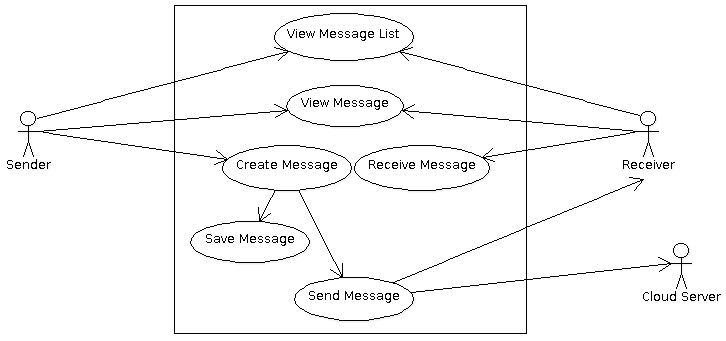 View Message List
View Message
Sender
Create Message
Receive Message
Receiver
Save Message
Send Message
Cloud Server